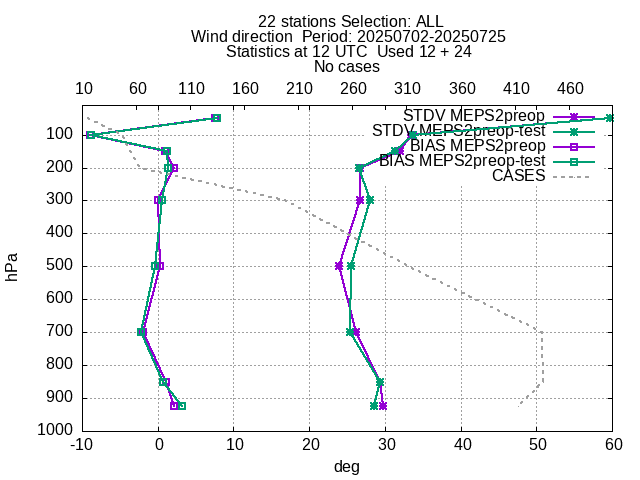 22 stations Selection: ALL
Wind direction  Period: 20250702-20250725
Statistics at 12 UTC  Used 12 + 24
No cases
10 60 110 160 210 260 310 360 410 460
STDV MEPS2preop
STDV MEPS2preop-test
BIAS MEPS2preop
BIAS MEPS2preop-test
CASES
100
200
300
400
500
600
700
800
900
1000
hPa
-10 0 10 20 30 40 50 60
deg